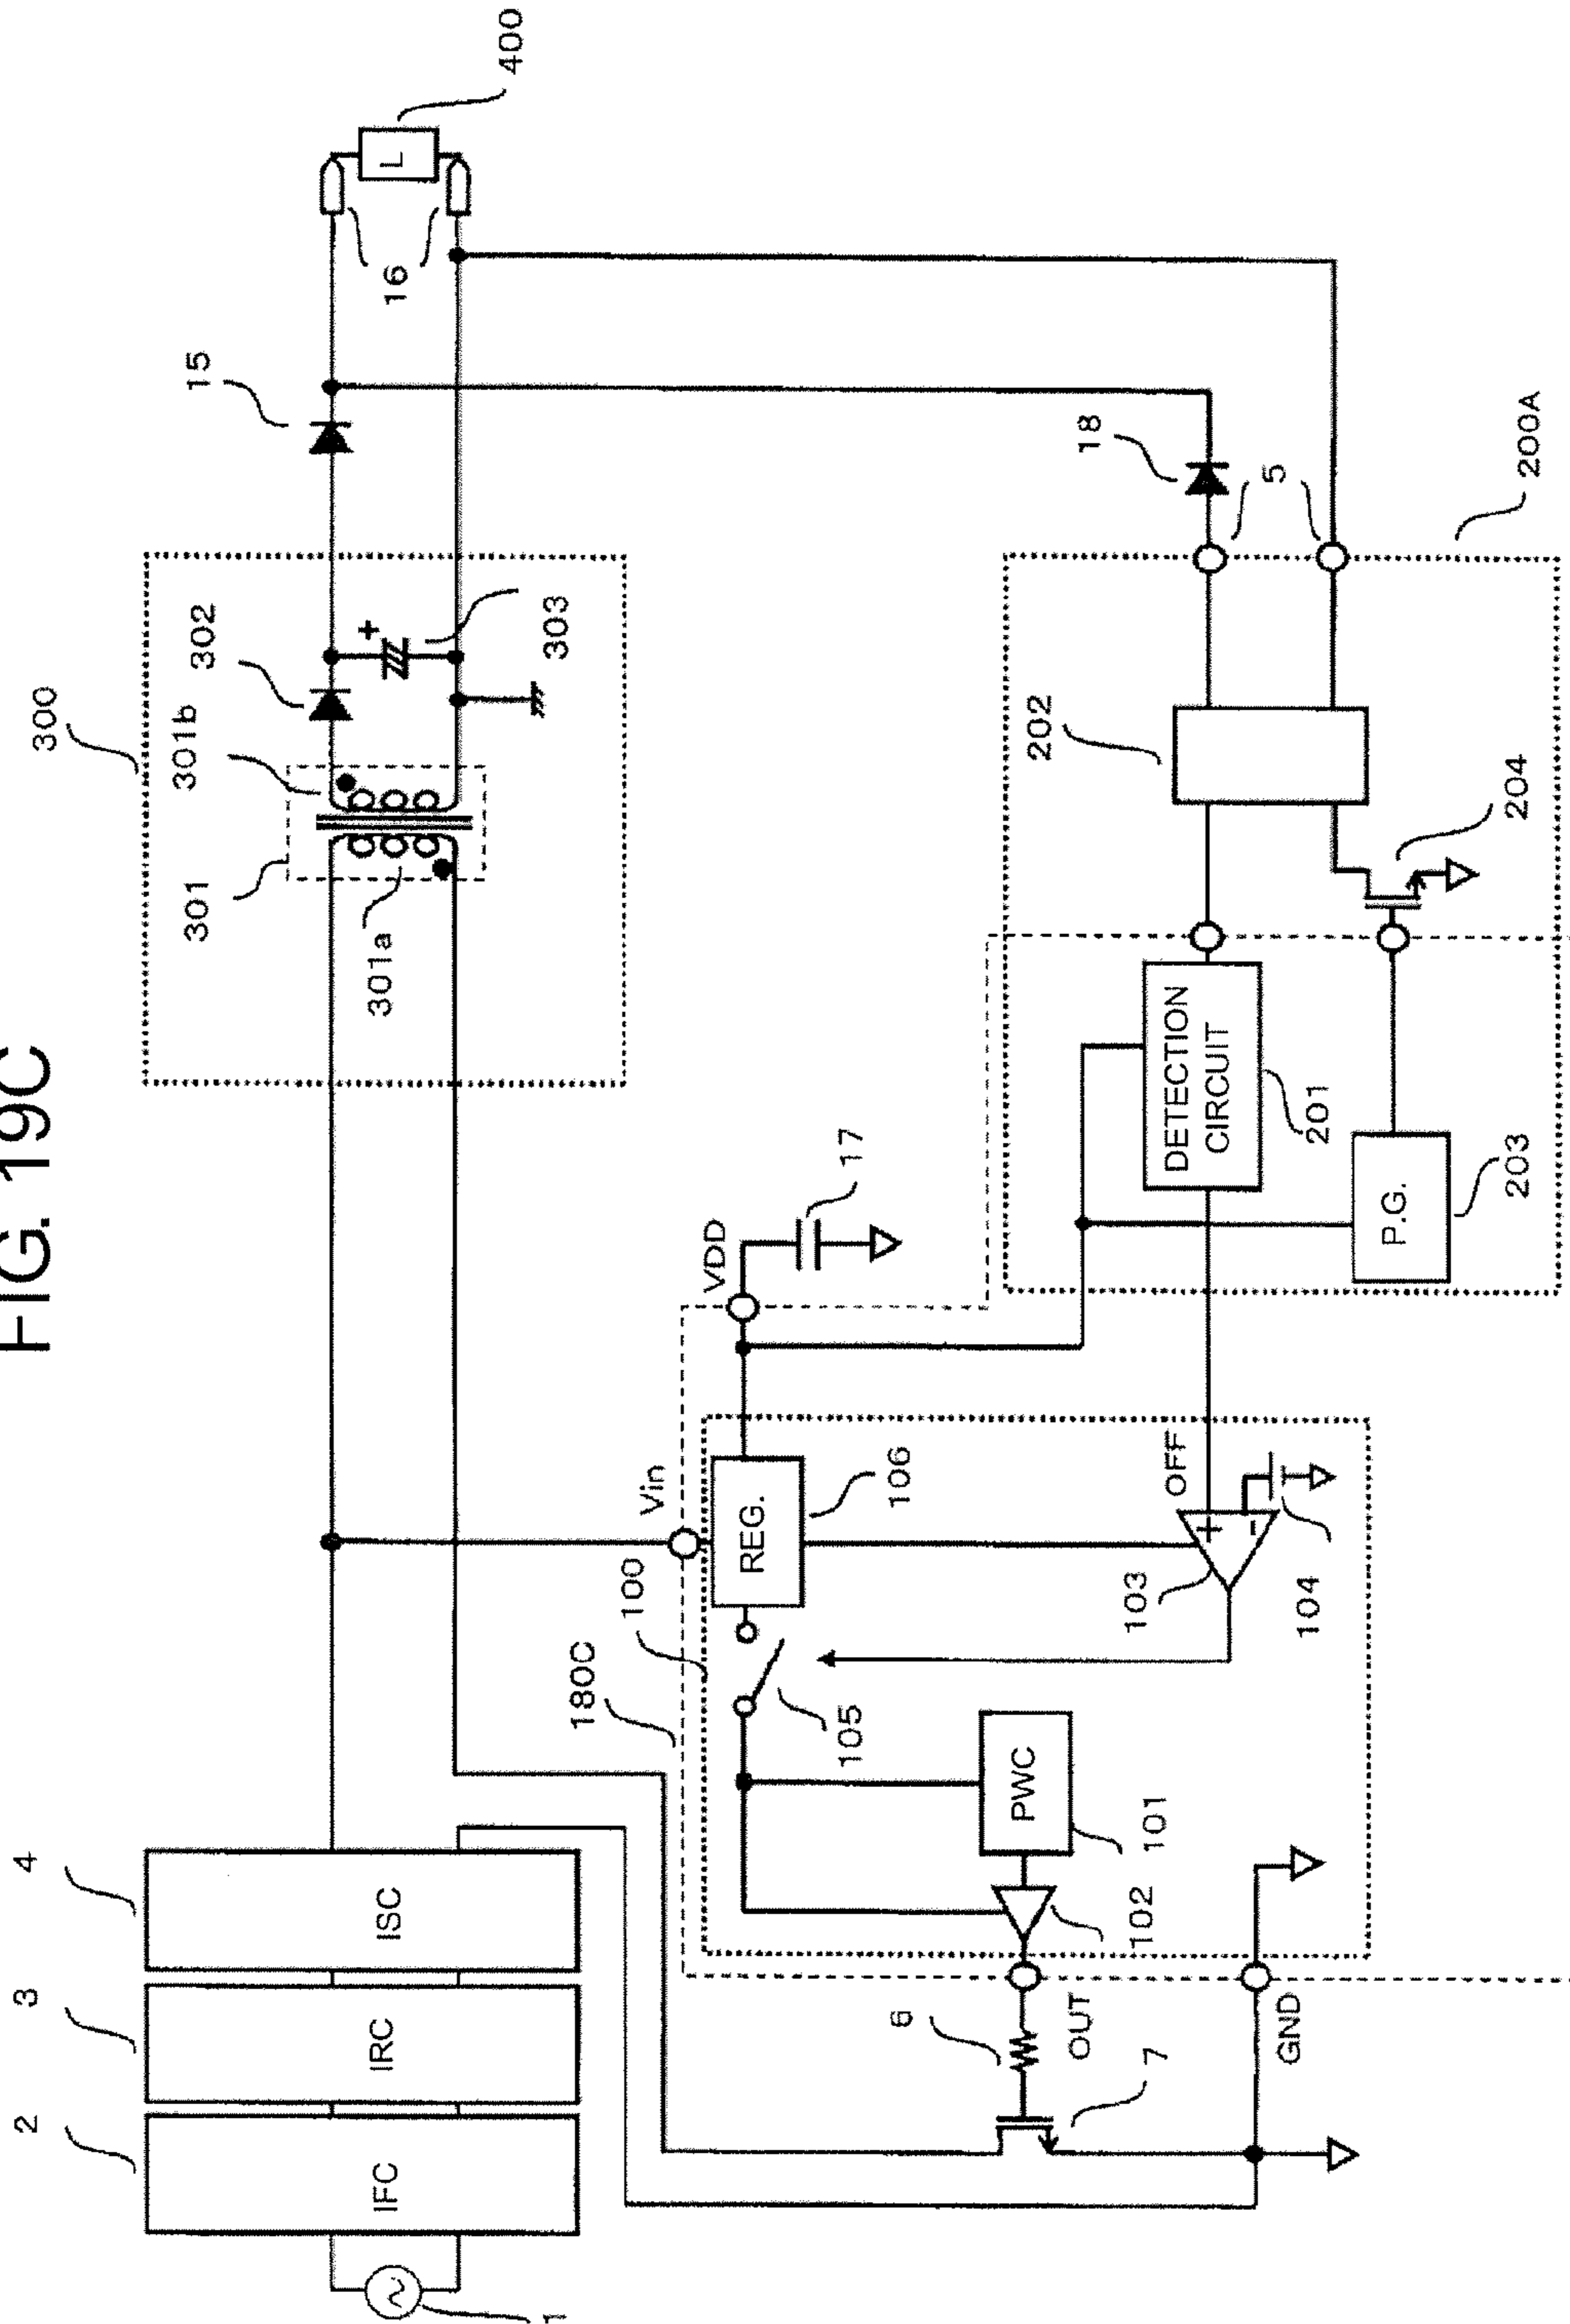 FIG. 19C
1
2
3
4
IFC
IRC
ISC
300
301
301a
301b
302
303
15
16
L
400
Vin
VDD
17
180C
100
REG.
106
105
OFF
+
-
103
104
PWC
101
102
6
OUT
7
GND
DETECTION
CIRCUIT
201
P.G.
203
202
204
18
5
200A
+